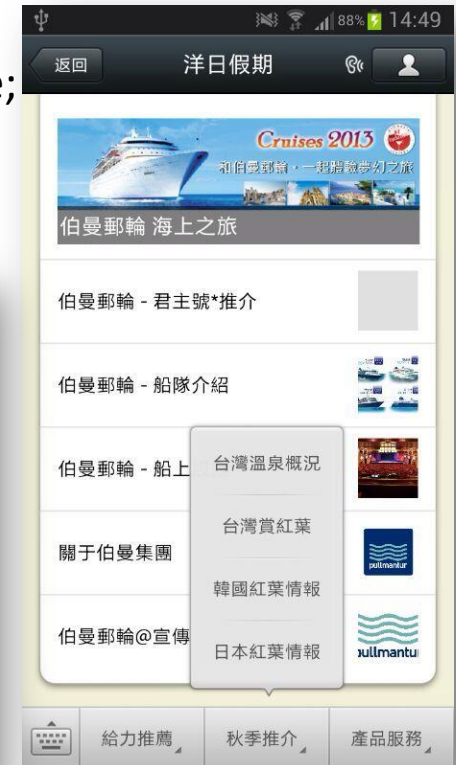 88% 14:49
返回 洋日假期
e;
Cruises 2013
和伯曼郵輪，一起體驗夢幻之旅
伯曼郵輪 海上之旅
伯曼郵輪 - 君主號*推介
伯曼郵輪 - 船隊介紹
伯曼郵輪 - 船上
關于伯曼集團
pullmantur
伯曼郵輪@宣傳
pullmantu
台灣溫泉概況
台灣賞紅葉
韓國紅葉情報
日本紅葉情報
給力推薦 秋季推介 產品服務